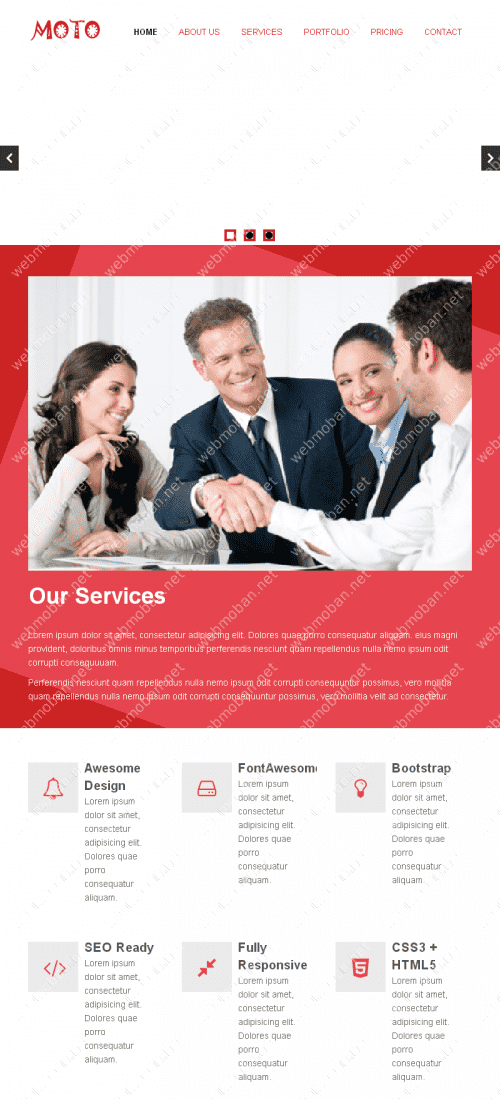 MOTO
HOME ABOUT US SERVICES PORTFOLIO PRICING CONTACT
Our Services
Lorem ipsum dolor sit amet, consectetur adipisicing elit. Dolores quae porro consequatur aliquam. eius magni
provident, doloribus omnis minus temporibus perferendis nesciunt quam repellendus nulla nemo ipsum odit
corrupti consequuuam.
Perferendis nesciunt quam repellendus nulla nemo ipsum odit corrupti consequuntur possimus, vero mollitia
quam repellendus nulla nemo ipsum odit corrupti consequuntur possimus, vero mollitia velit ad consectetur.
Awesome
Design
Lorem ipsum
dolor sit amet,
consectetur
adipisicing elit.
Dolores quae
porro
consequatur
aliquam.
FontAwesome
Lorem ipsum
dolor sit amet,
consectetur
adipisicing elit.
Dolores quae
porro
consequatur
aliquam.
Bootstrap
Lorem ipsum
dolor sit amet,
consectetur
adipisicing elit.
Dolores quae
porro
consequatur
aliquam.
SEO Ready
Lorem ipsum
dolor sit amet,
consectetur
adipisicing elit.
Dolores quae
porro
consequatur
aliquam.
Fully
Responsive
Lorem ipsum
dolor sit amet,
consectetur
adipisicing elit.
Dolores quae
porro
consequatur
aliquam.
CSS3 +
HTML5
Lorem ipsum
dolor sit amet,
consectetur
adipisicing elit.
Dolores quae
porro
consequatur
aliquam.
webmoban.net